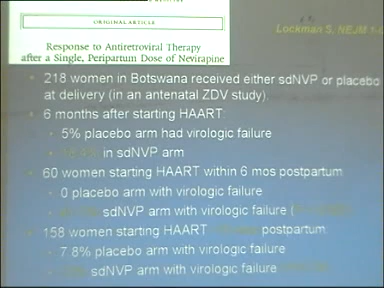 ORIGINAL ARTICLE
Response to Antiretroviral Therapy
after a Single, Peripartum Dose of Nevirapine
Lockman S, NEJM
218 women in Botswana received either sdNVP or placebo
at delivery (in an antenatal ZDV study)
6 months after starting HAART:
5% placebo arm had virologic failure
in sdNVP arm
60 women starting HAART within 6 mos postpartum
0 placebo arm with virologic failure
sdNVP arm with virologic failure
158 women starting HAART postpartum
7.8% placebo arm with virologic failure
sdNVP arm with virologic failure